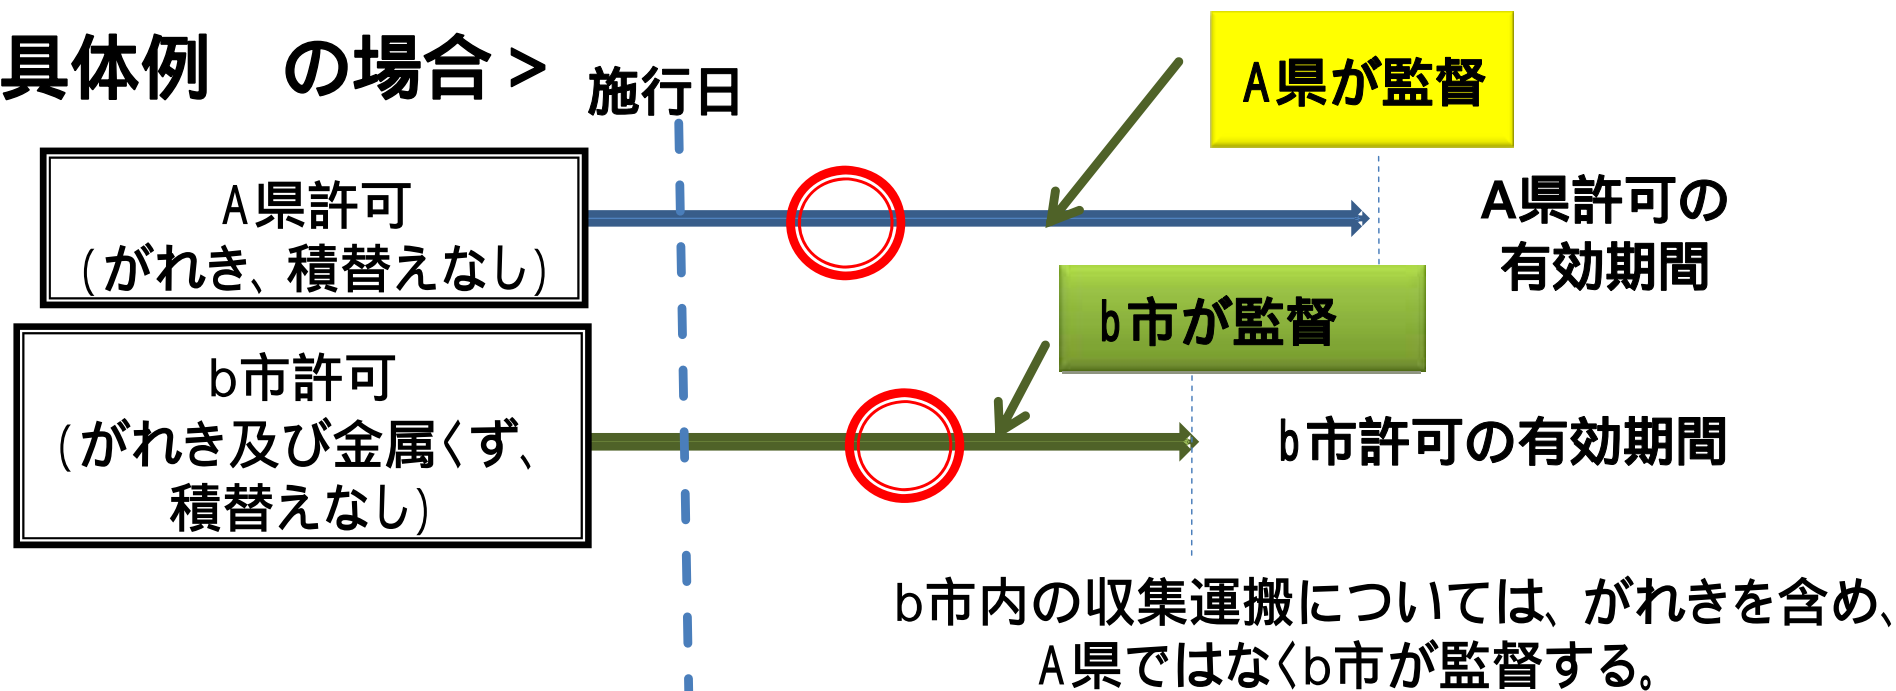 具体例　の場合＞
施行日
A県が監督
A県許可
（がれき、積替えなし）
A県許可の
有効期間
b市が監督
b市許可
（がれき及び金属くず、
積替えなし）
b市許可の有効期間
b市内の収集運搬については、がれきを含め、
A県ではなくb市が監督する。